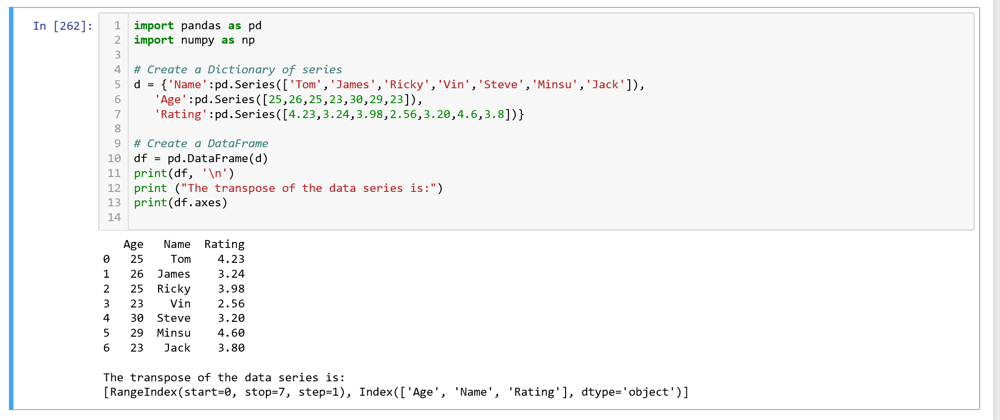 In [262]:
1 import pandas as pd
2 import numpy as np
3
4 # Create a Dictionary of series
5 d = {'Name':pd.Series(['Tom','James','Ricky','Vin','Steve','Minsu','Jack']),
6    'Age':pd.Series([25,26,25,23,30,29,23]),
7    'Rating':pd.Series([4.23,3.24,3.98,2.56,3.20,4.6,3.8])}
8
9 # Create a DataFrame
10 df = pd.DataFrame(d)
11 print(df, '\n')
12 print ("The transpose of the data series is:")
13 print(df.axes)
14
   Age   Name  Rating
0   25    Tom    4.23
1   26  James    3.24
2   25  Ricky    3.98
3   23    Vin    2.56
4   30  Steve    3.20
5   29  Minsu    4.60
6   23   Jack    3.80
The transpose of the data series is:
[RangeIndex(start=0, stop=7, step=1), Index(['Age', 'Name', 'Rating'], dtype='object')]